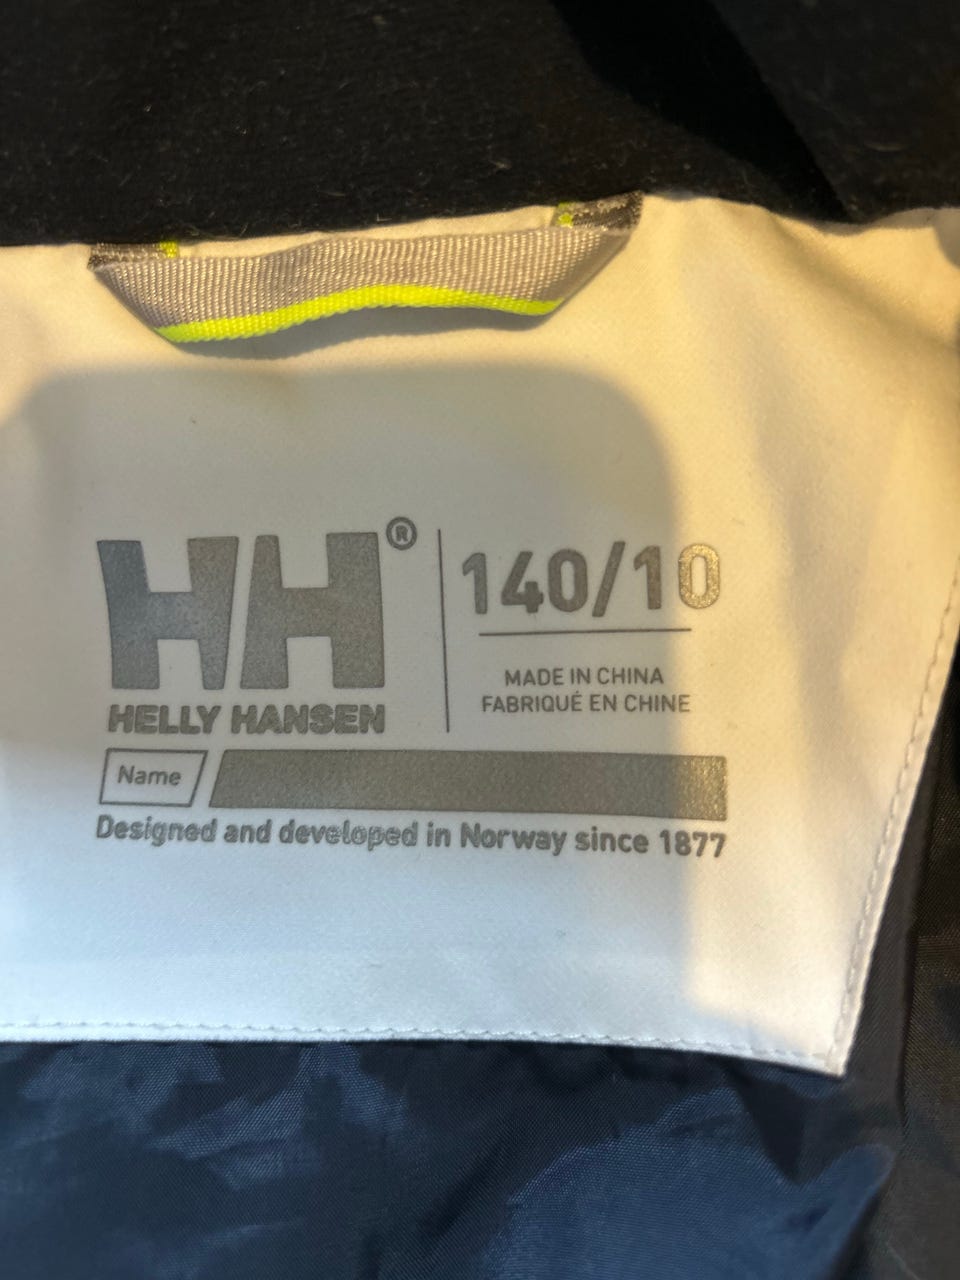 HH®
HELLY HANSEN
140/10
MADE IN CHINA
FABRIQUÉ EN CHINE
Name
Designed and developed in Norway since 1877